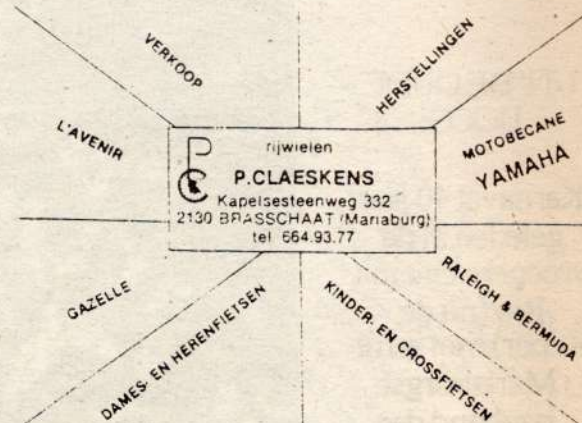 VERKOOP
HERSTELLINGEN
L'AVENIR
MOTOBECANE
YAMAHA
PC
rijwielen
P.CLAESKENS
Kapelsesteenweg 332
2130 BRASSCHAAT (Mariaburg)
tel 664.93.77
GAZELLE
RALEIGH & BERMUDA
DAMES- EN HERENFIETSEN
KINDER- EN CROSSFIETSEN